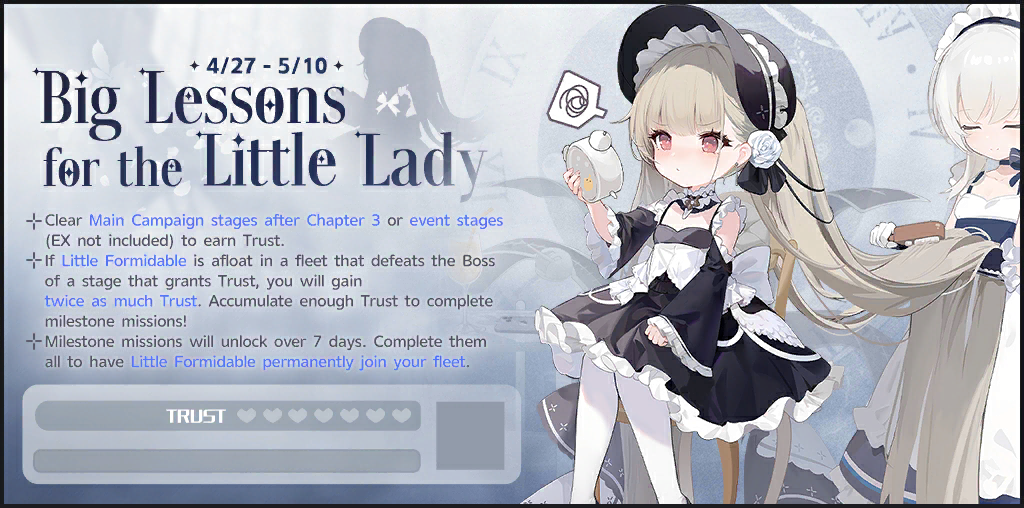 4/27 - 5/10
Big Lessons
for the Little Lady
Clear Main Campaign stages after Chapter 3 or event stages
(EX not included) to earn Trust.
If Little Formidable is afloat in a fleet that defeats the Boss
of a stage that grants Trust, you will gain
twice as much Trust. Accumulate enough Trust to complete
milestone missions!
Milestone missions will unlock over 7 days. Complete them
all to have Little Formidable permanently join your fleet.
TRUST